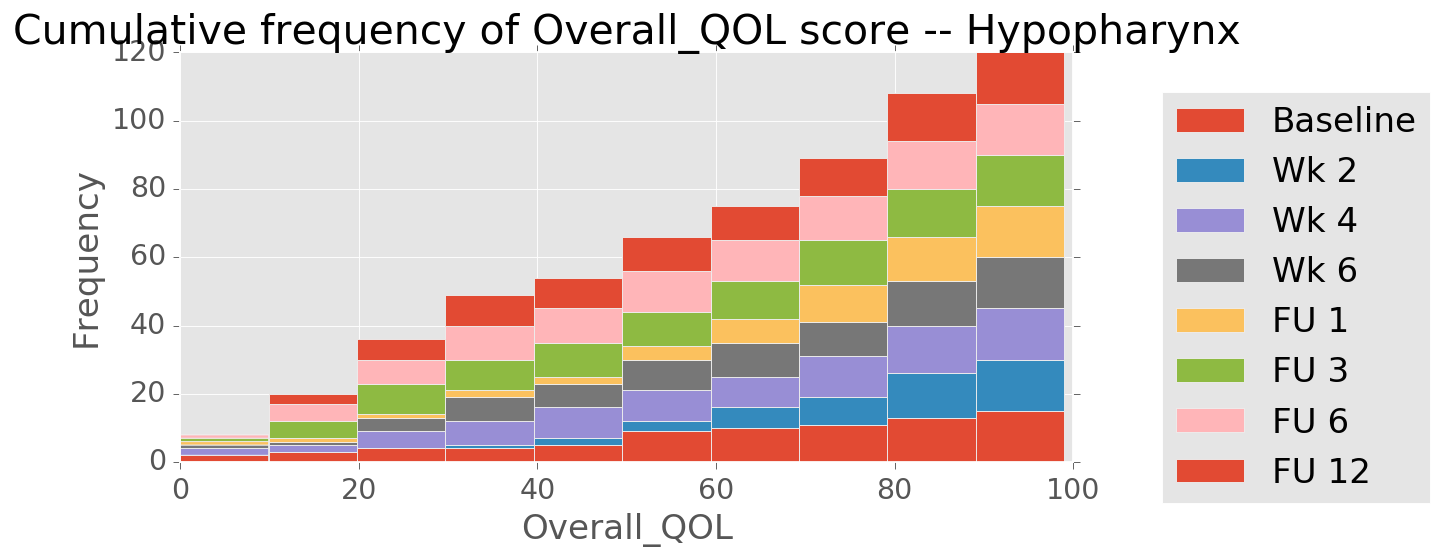 Cumulative frequency of Overall_QOL score -- Hypopharynx
120
100
80
60
40
20
0
Frequency
0 20 40 60 80 100
Overall_QOL
Baseline
Wk 2
Wk 4
Wk 6
FU 1
FU 3
FU 6
FU 12